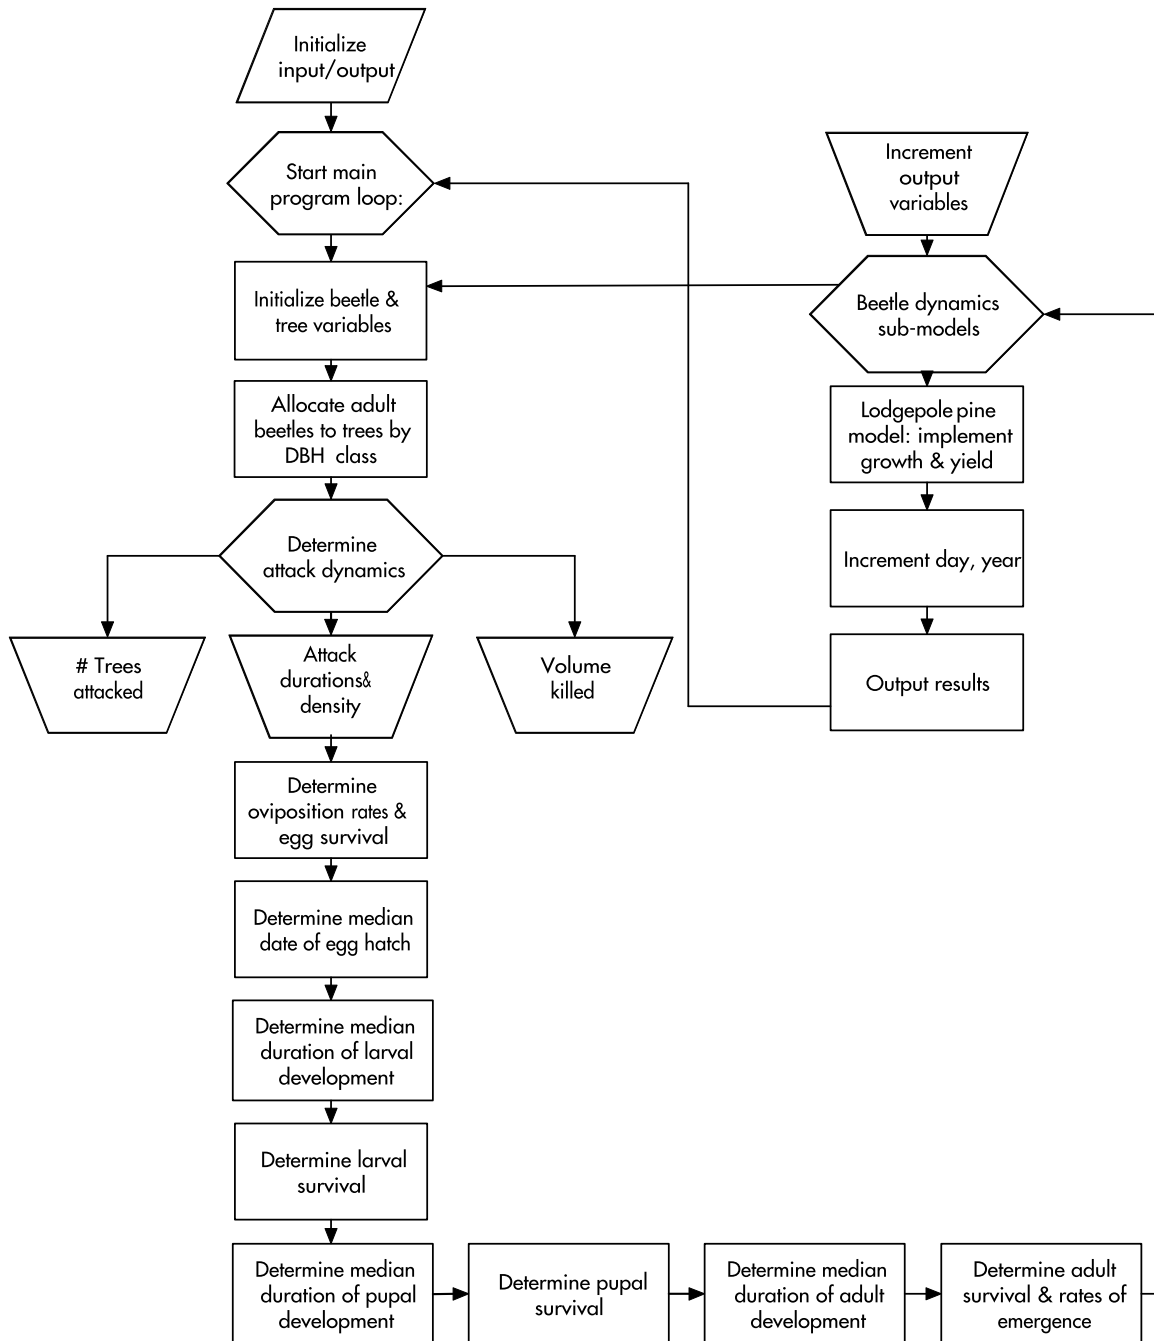 Initialize
input/output
Start main
program loop:
Initialize beetle &
tree variables
Allocate adult
beetles to trees by
DBH class
Determine
attack dynamics
# Trees
attacked
Attack
durations&
density
Volume
killed
Determine
oviposition rates &
egg survival
Determine median
date of egg hatch
Determine median
duration of larval
development
Determine larval
survival
Determine median
duration of pupal
development
Determine pupal
survival
Determine median
duration of adult
development
Determine adult
survival & rates of
emergence
Increment
output
variables
Beetle dynamics
sub-models
Lodgepole pine
model: implement
growth & yield
Increment day, year
Output results